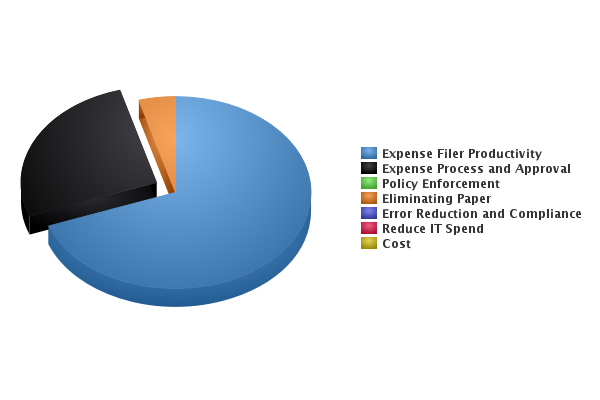 Expense Filer Productivity
Expense Process and Approval
Policy Enforcement
Eliminating Paper
Error Reduction and Compliance
Reduce IT Spend
Cost